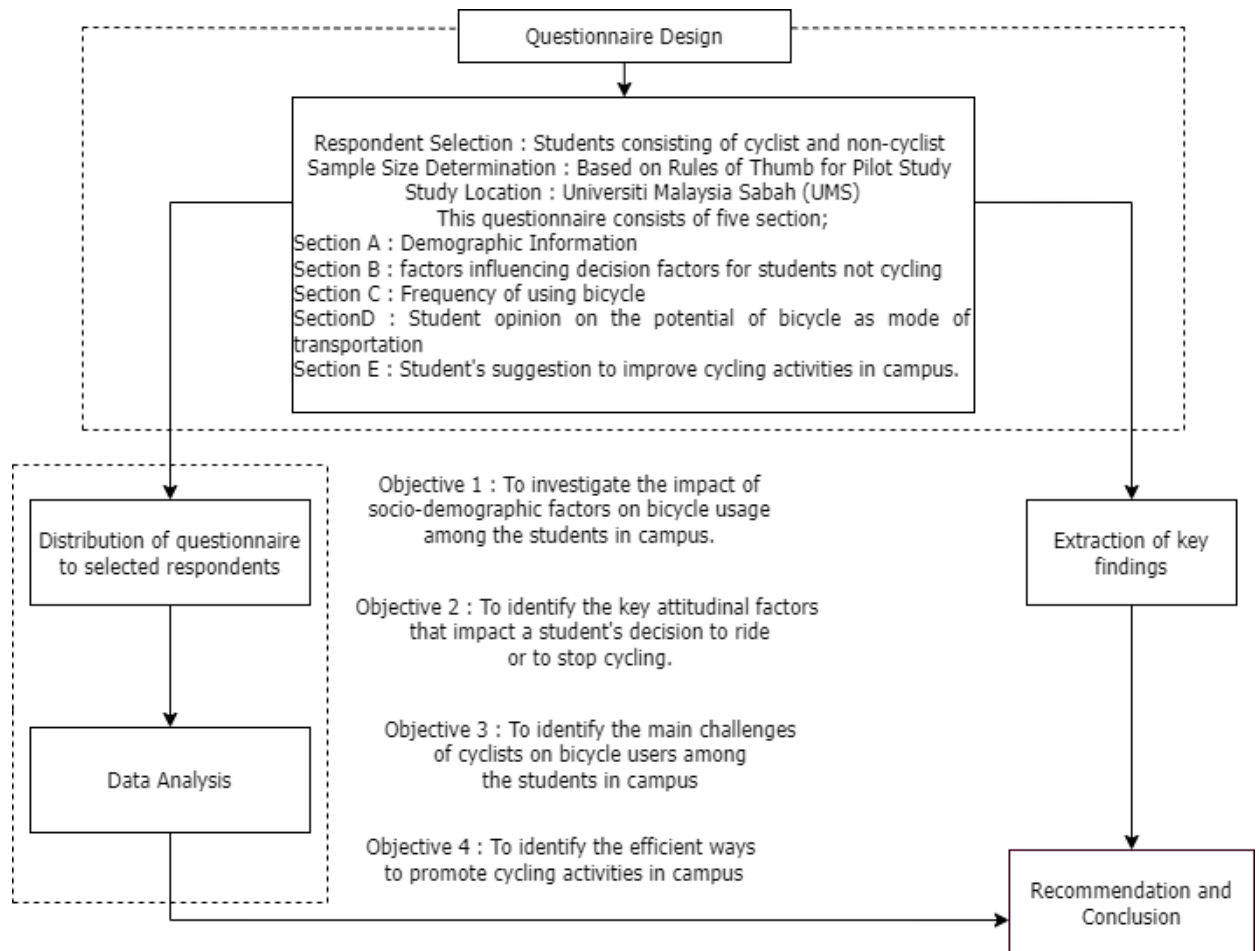 Questionnaire Design
Respondent Selection : Students consisting of cyclist and non-cyclist
Sample Size Determination : Based on Rules of Thumb for Pilot Study
Study Location : Universiti Malaysia Sabah (UMS)
This questionnaire consists of five section;
Section A : Demographic Information
Section B : factors influencing decision factors for students not cycling
Section C : Frequency of using bicycle
SectionD : Student opinion on the potential of bicycle as mode of
transportation
Section E : Student's suggestion to improve cycling activities in campus.
Distribution of questionnaire
to selected respondents
Data Analysis
Objective 1 : To investigate the impact of
socio-demographic factors on bicycle usage
among the students in campus.
Objective 2 : To identify the key attitudinal factors
that impact a student's decision to ride
or to stop cycling.
Objective 3 : To identify the main challenges
of cyclists on bicycle users among
the students in campus
Objective 4 : To identify the efficient ways
to promote cycling activities in campus
Extraction of key
findings
Recommendation and
Conclusion